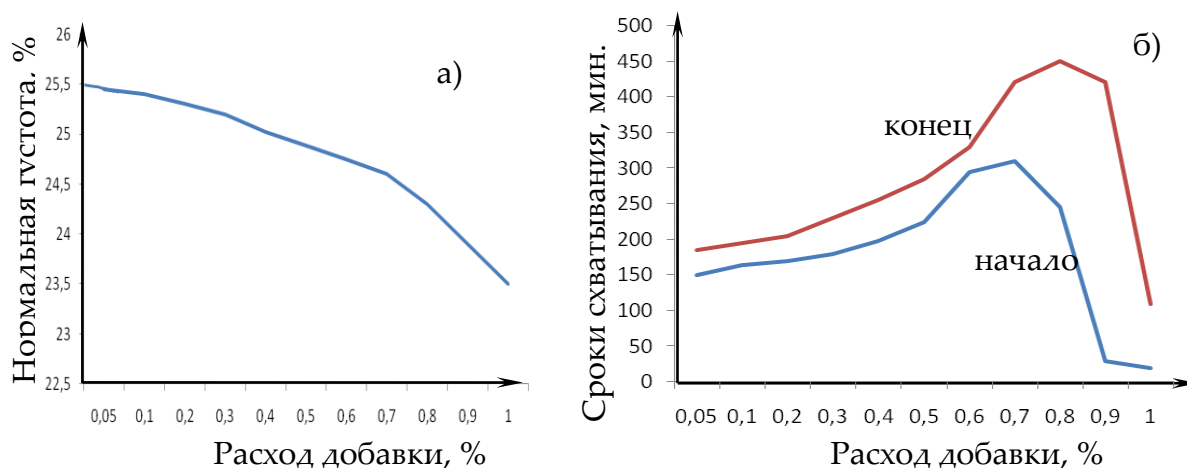 26
25,5
25
24,5
24
23,5
23
22,5
Нормальная густота. %
а)
0,05 0,1 0,2 0,3 0,4 0,5 0,6 0,7 0,8 0,9 1
Расход добавки, %
500
450
400
350
300
250
200
150
100
50
0
Сроки схватывания, мин.
б)
конец
начало
0,05 0,1 0,2 0,3 0,4 0,5 0,6 0,7 0,8 0,9 1
Расход добавки, %